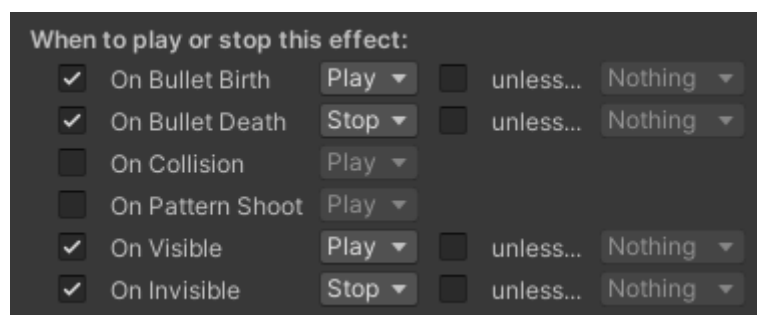 When to play or stop this effect:
On Bullet Birth Play unless... Nothing
On Bullet Death Stop unless... Nothing
On Collision Play
On Pattern Shoot Play
On Visible Play unless... Nothing
On Invisible Stop unless... Nothing